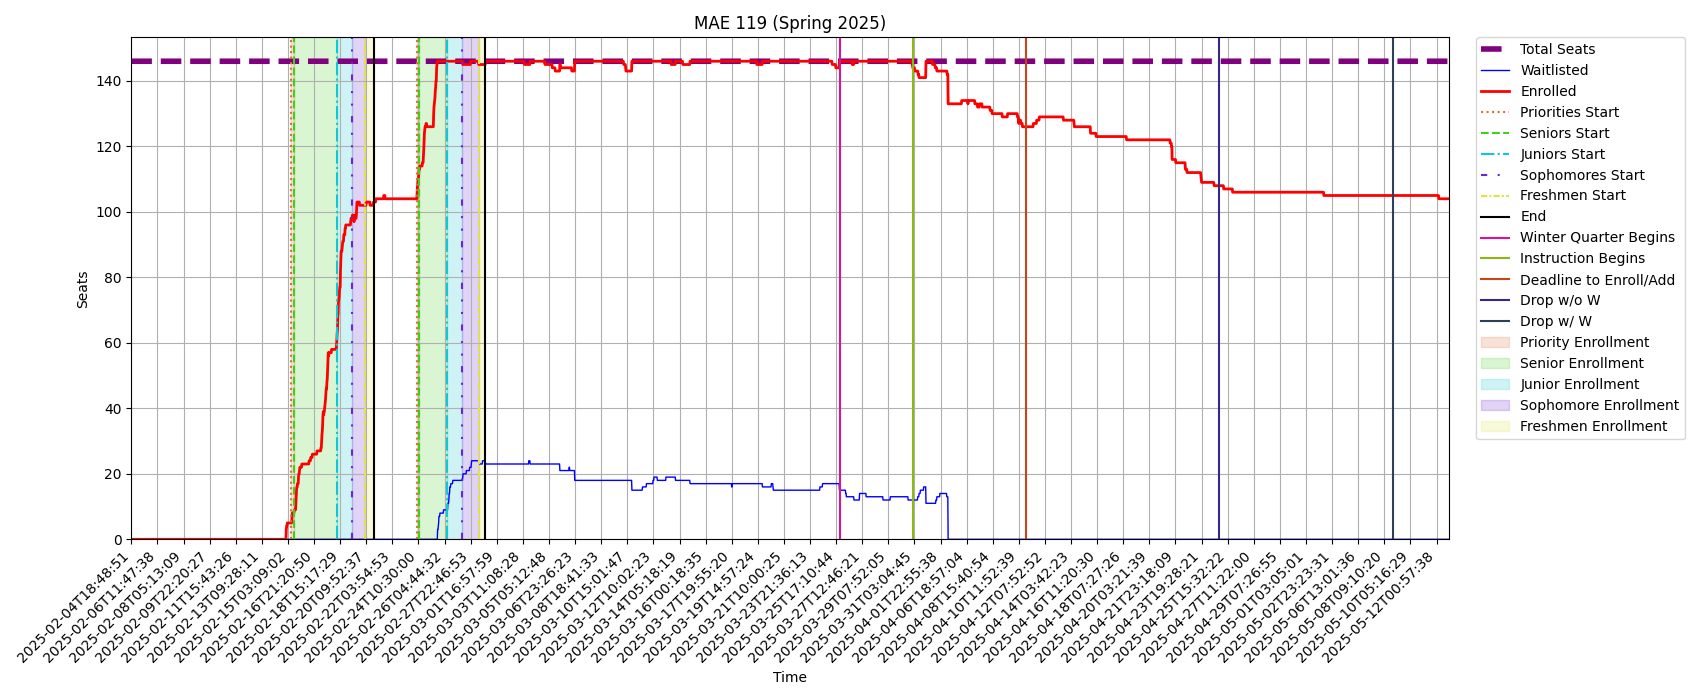 MAE 119 (Spring 2025)
Seats
140
120
100
80
60
40
20
0
2025-02-04T18:48:51
2025-02-06T11:47:38
2025-02-08T05:13:09
2025-02-09T22:20:27
2025-02-11T15:43:26
2025-02-13T09:28:11
2025-02-15T03:09:02
2025-02-16T21:20:50
2025-02-18T15:17:29
2025-02-20T09:52:37
2025-02-22T03:54:53
2025-02-24T10:30:00
2025-02-26T04:44:32
2025-02-27T22:46:53
2025-03-01T16:57:59
2025-03-03T11:08:28
2025-03-05T05:12:48
2025-03-06T23:26:23
2025-03-08T18:41:33
2025-03-10T15:01:47
2025-03-12T10:02:23
2025-03-14T05:18:19
2025-03-16T00:18:35
2025-03-17T19:55:20
2025-03-19T14:57:24
2025-03-21T10:00:25
2025-03-23T21:36:13
2025-03-25T17:10:44
2025-03-27T12:46:21
2025-03-29T07:52:05
2025-03-31T03:04:45
2025-04-01T22:55:38
2025-04-06T18:57:04
2025-04-08T15:40:54
2025-04-10T11:52:39
2025-04-12T07:52:52
2025-04-14T03:42:23
2025-04-16T11:20:30
2025-04-18T07:27:26
2025-04-20T03:21:39
2025-04-21T23:18:09
2025-04-23T19:28:21
2025-04-25T15:32:22
2025-04-27T11:22:00
2025-04-29T07:26:55
2025-05-01T03:05:01
2025-05-02T23:23:31
2025-05-06T13:01:36
2025-05-08T09:10:20
2025-05-10T05:16:29
2025-05-12T00:57:38
Time
Total Seats
Waitlisted
Enrolled
Priorities Start
Seniors Start
Juniors Start
Sophomores Start
Freshmen Start
End
Winter Quarter Begins
Instruction Begins
Deadline to Enroll/Add
Drop w/o W
Drop w/ W
Priority Enrollment
Senior Enrollment
Junior Enrollment
Sophomore Enrollment
Freshmen Enrollment